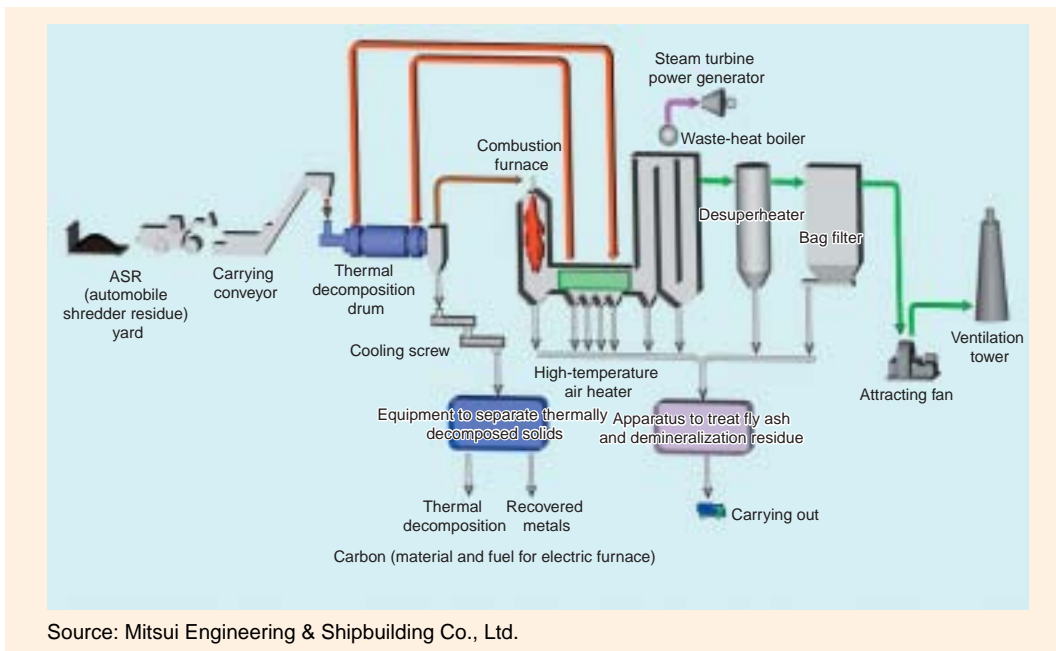 Steam turbine
power generator
Waste-heat boiler
Combustion
furnace
Desuperheater
Bag filter
ASR
(automobile
shredder residue)
yard
Carrying
conveyor
Thermal
decomposition
drum
Cooling screw
High-temperature
air heater
Ventilation
tower
Attracting fan
Equipment to separate thermally
decomposed solids
Apparatus to treat fly ash
and demineralization residue
Thermal
decomposition
Recovered
metals
Carrying out
Carbon (material and fuel for electric furnace)
Source: Mitsui Engineering & Shipbuilding Co., Ltd.